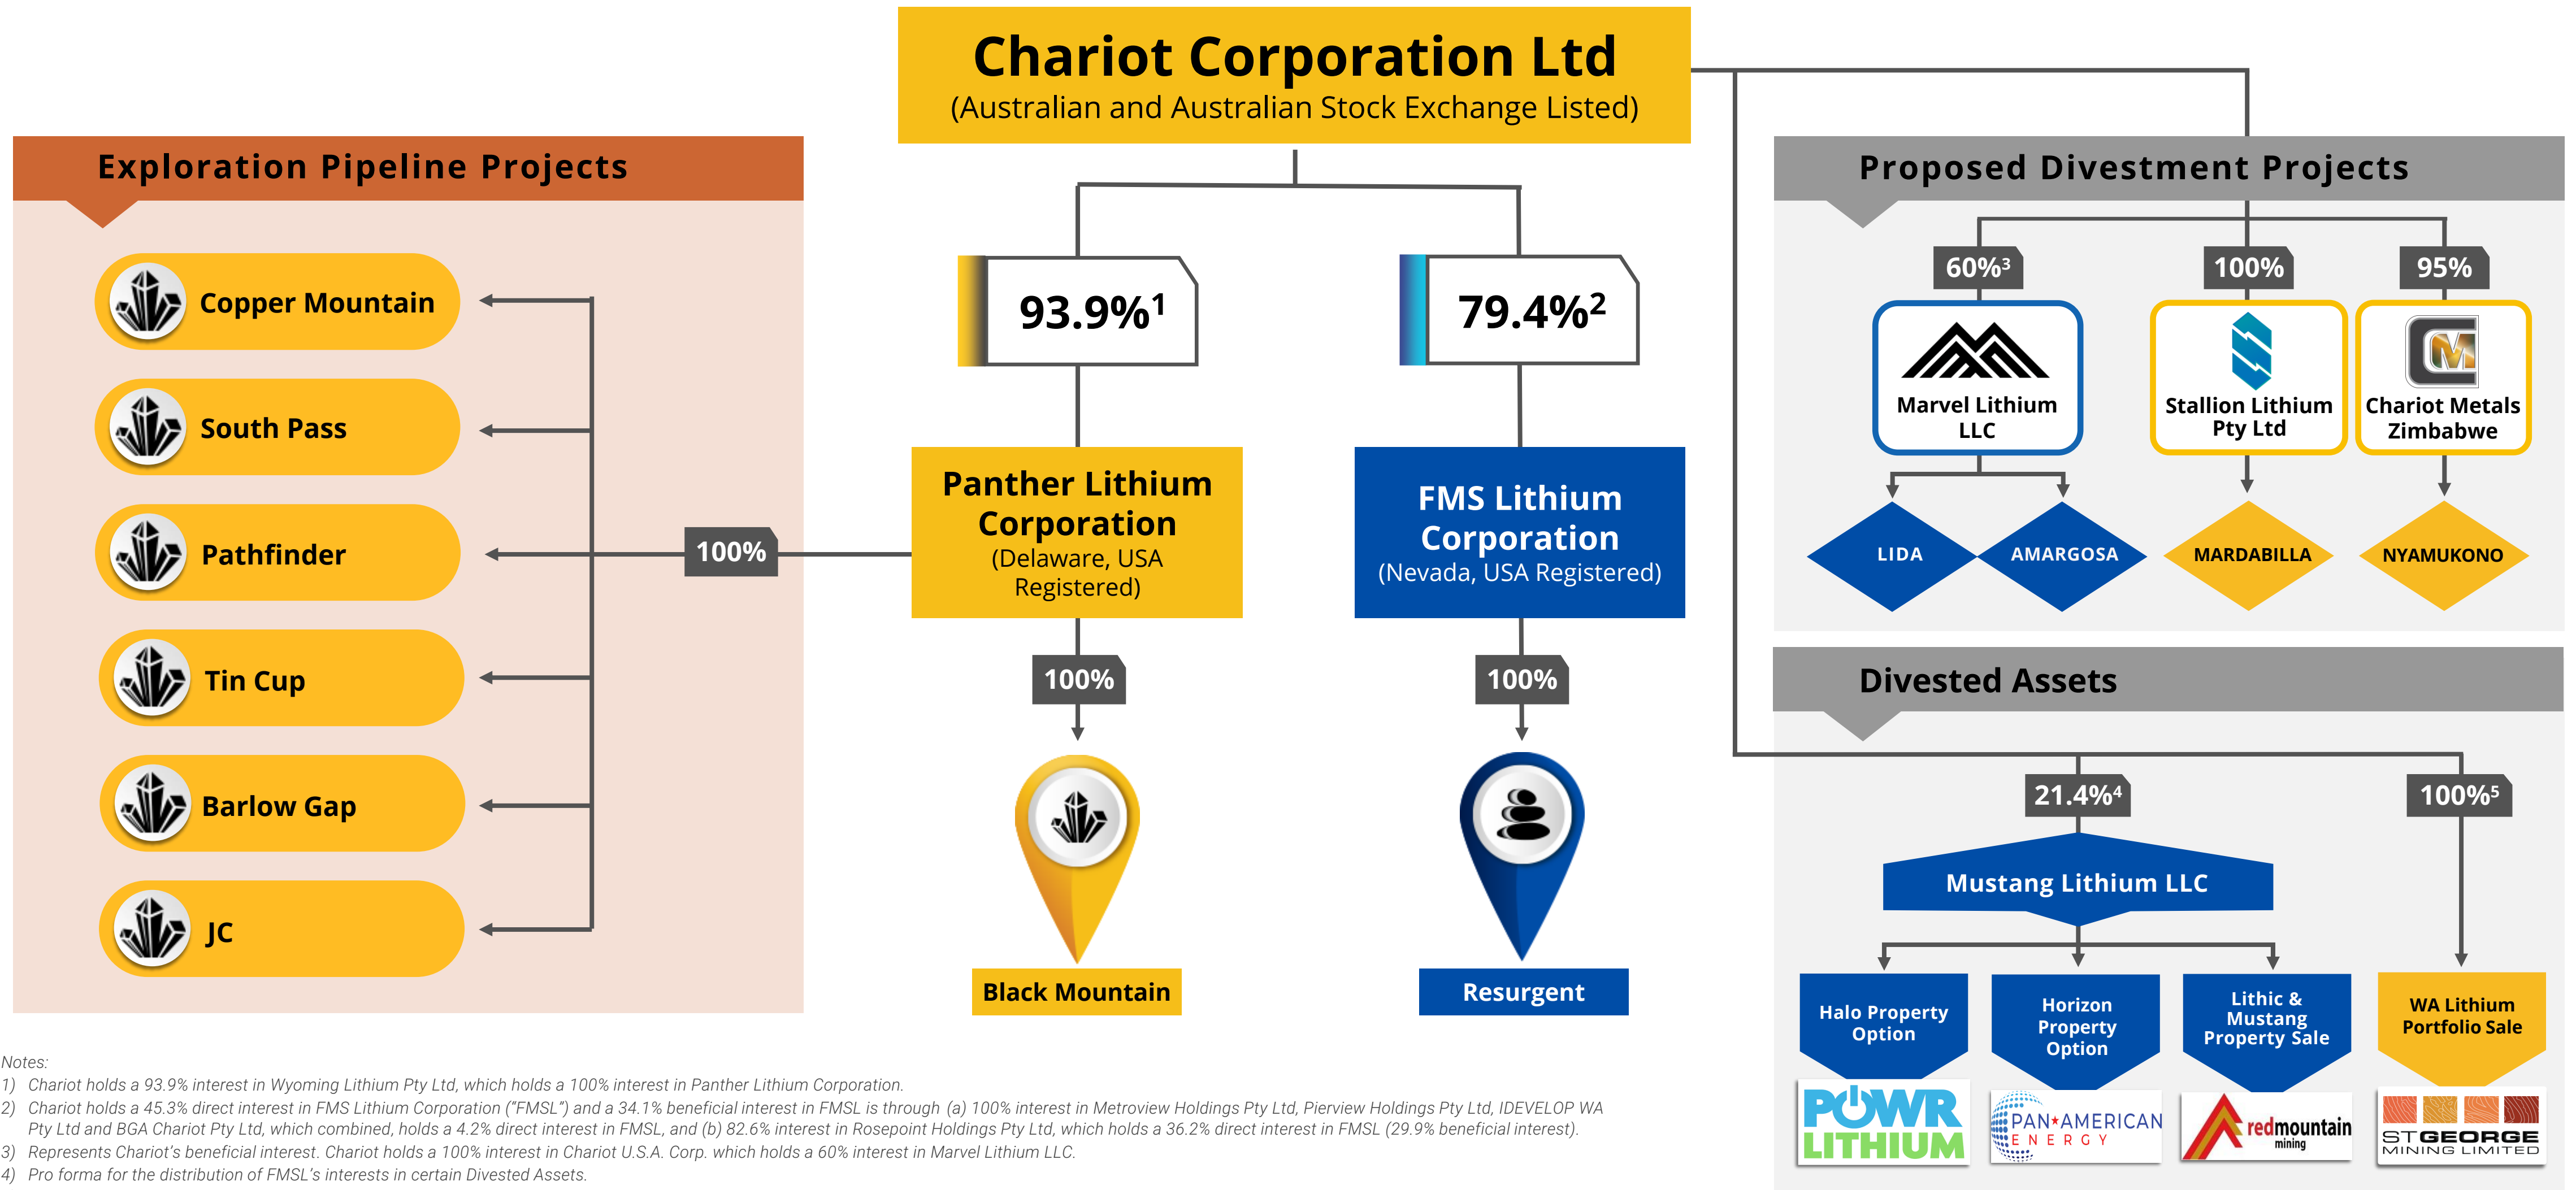 Chariot Corporation Ltd
(Australian and Australian Stock Exchange Listed)
Exploration Pipeline Projects
Copper Mountain
South Pass
Pathfinder
Tin Cup
Barlow Gap
JC
100%
93.9%¹
Panther Lithium
Corporation
(Delaware, USA
Registered)
100%
Black Mountain
79.4%²
FMS Lithium
Corporation
(Nevada, USA Registered)
100%
Resurgent
Proposed Divestment Projects
60%³
Marvel Lithium
LLC
LIDA
AMARGOSA
100%
Stallion Lithium
Pty Ltd
MARDABILLA
95%
CM
Chariot Metals
Zimbabwe
NYAMUKONO
Divested Assets
21.4%⁴
Mustang Lithium LLC
Halo Property
Option
POWR
LITHIUM
Horizon
Property
Option
PAN AMERICAN
ENERGY
Lithic &
Mustang
Property Sale
redmountain
mining
100%⁵
WA Lithium
Portfolio Sale
STGEORGE
MINING LIMITED
Notes:
1) Chariot holds a 93.9% interest in Wyoming Lithium Pty Ltd, which holds a 100% interest in Panther Lithium Corporation.
2) Chariot holds a 45.3% direct interest in FMS Lithium Corporation ("FMSL") and a 34.1% beneficial interest in FMSL is through (a) 100% interest in Metroview Holdings Pty Ltd, Pierview Holdings Pty Ltd, IDEVELOP WA
Pty Ltd and BGA Chariot Pty Ltd, which combined, holds a 4.2% direct interest in FMSL, and (b) 82.6% interest in Rosepoint Holdings Pty Ltd, which holds a 36.2% direct interest in FMSL (29.9% beneficial interest).
3) Represents Chariot's beneficial interest. Chariot holds a 100% interest in Chariot U.S.A. Corp. which holds a 60% interest in Marvel Lithium LLC.
4) Pro forma for the distribution of FMSL's interests in certain Divested Assets.